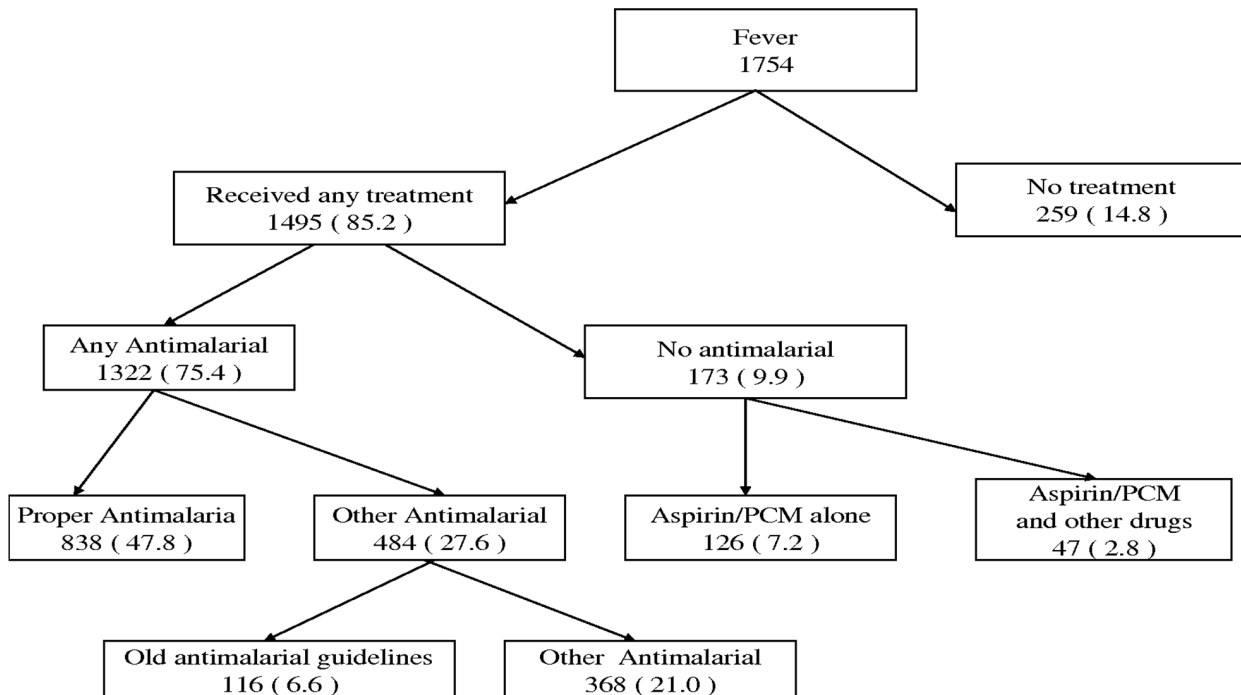 Fever
1754
Received any treatment
1495 ( 85.2 )
No treatment
259 ( 14.8 )
Any Antimalarial
1322 ( 75.4 )
No antimalarial
173 ( 9.9 )
Proper Antimalaria
838 ( 47.8 )
Other Antimalarial
484 ( 27.6 )
Aspirin/PCM alone
126 ( 7.2 )
Aspirin/PCM
and other drugs
47 ( 2.8 )
Old antimalarial guidelines
116 ( 6.6 )
Other Antimalarial
368 ( 21.0 )